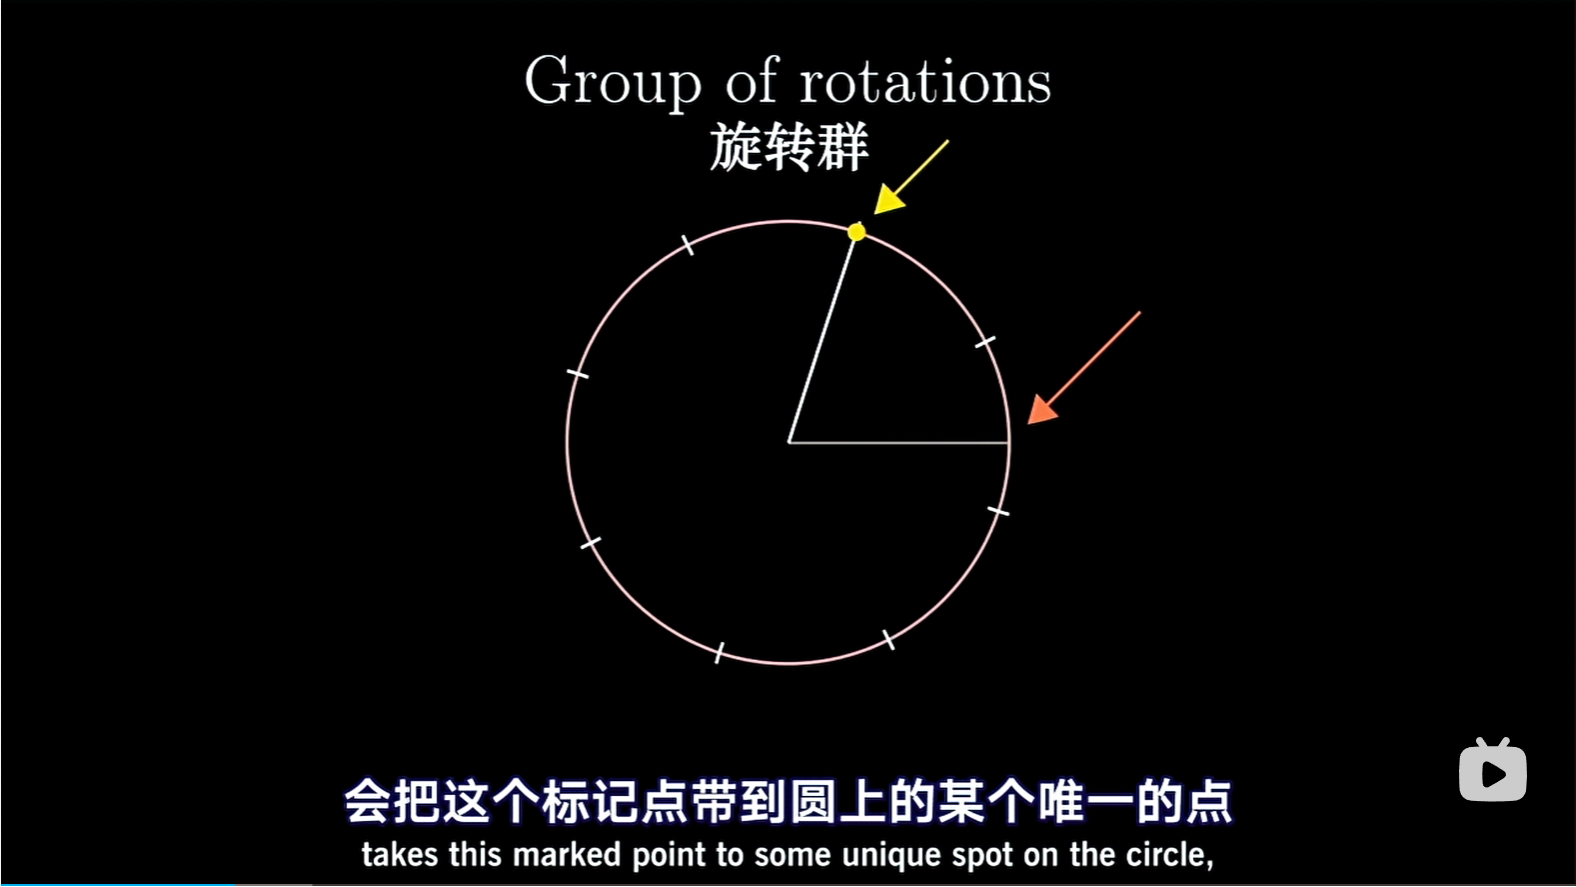 Group of rotations
旋转群
会把这个标记点带到圆上的某个唯一的点
takes this marked point to some unique spot on the circle,